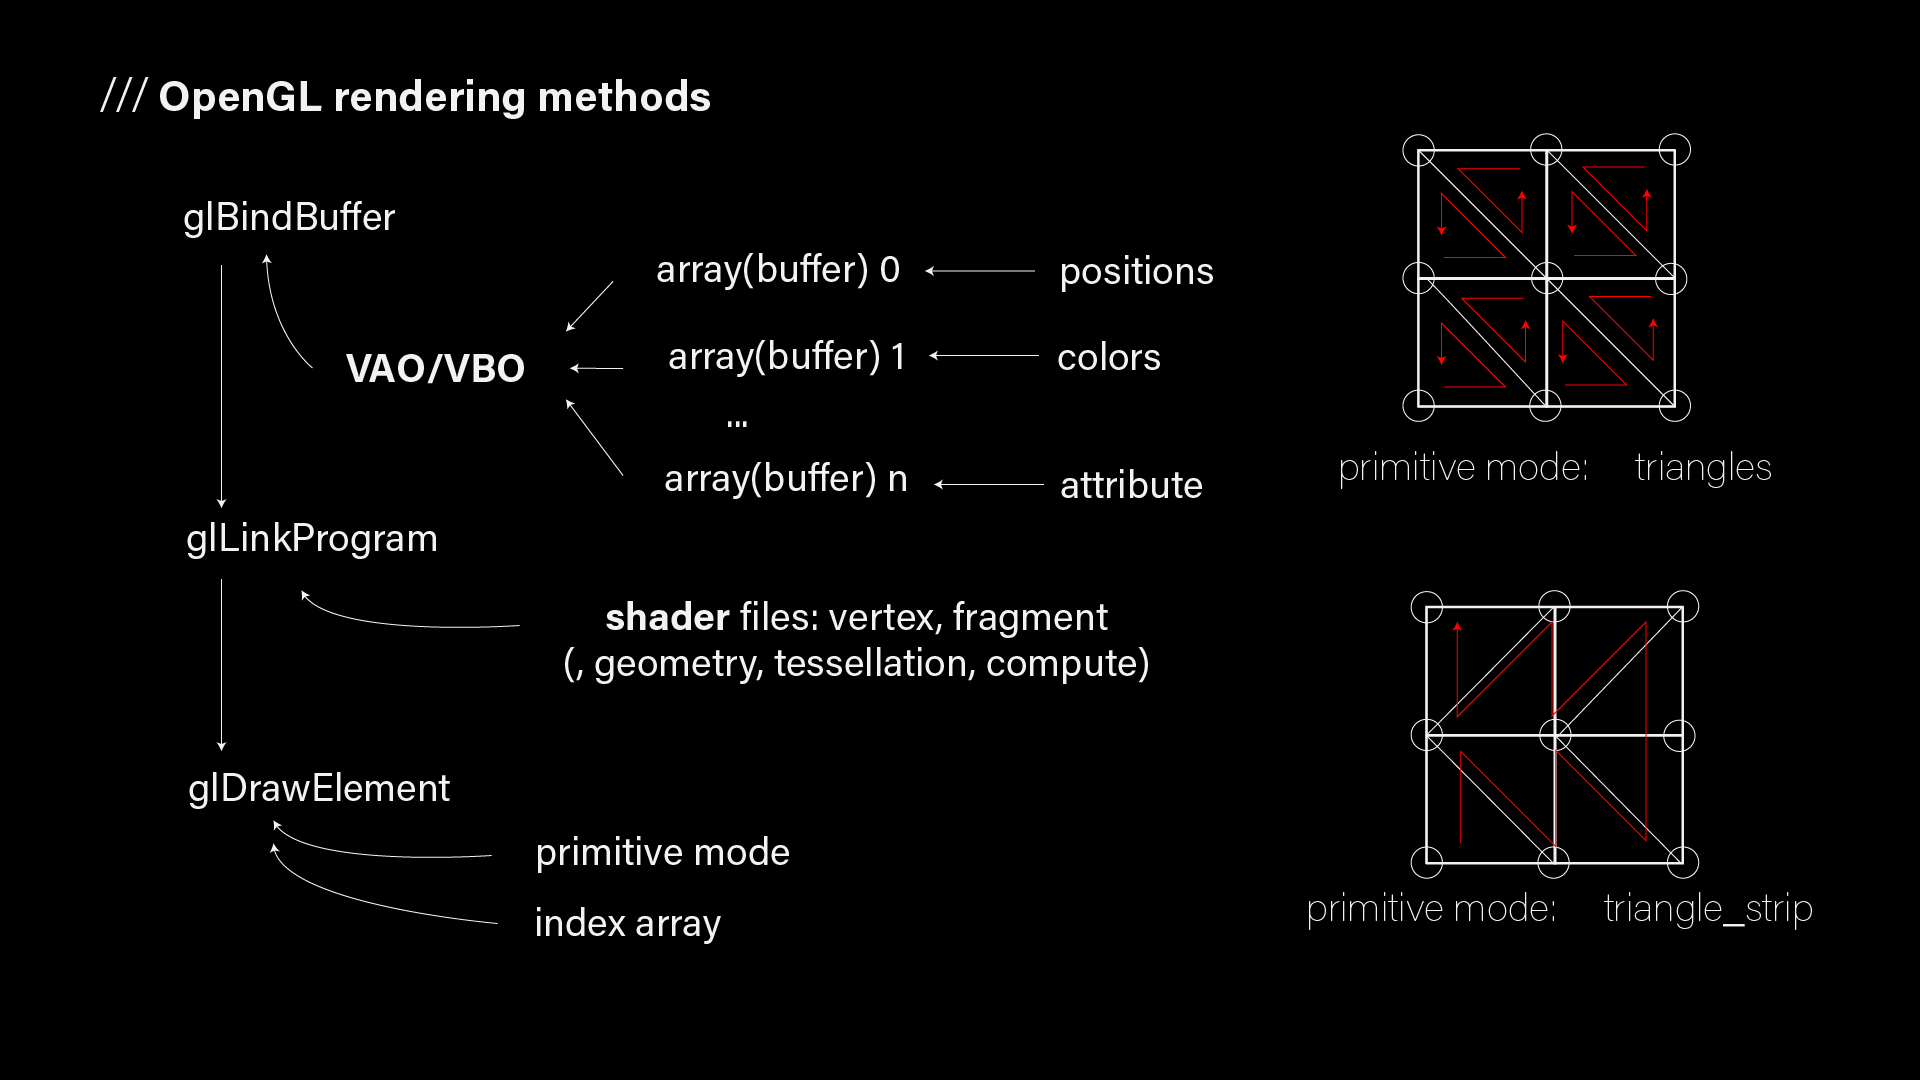 /// OpenGL rendering methods
glBindBuffer
array(buffer) 0
positions
VAO/VBO
array(buffer) 1
colors
...
array(buffer) n
attribute
glLinkProgram
shader files: vertex, fragment
(, geometry, tessellation, compute)
glDrawElement
primitive mode
index array
primitive mode: triangles
primitive mode: triangle_strip